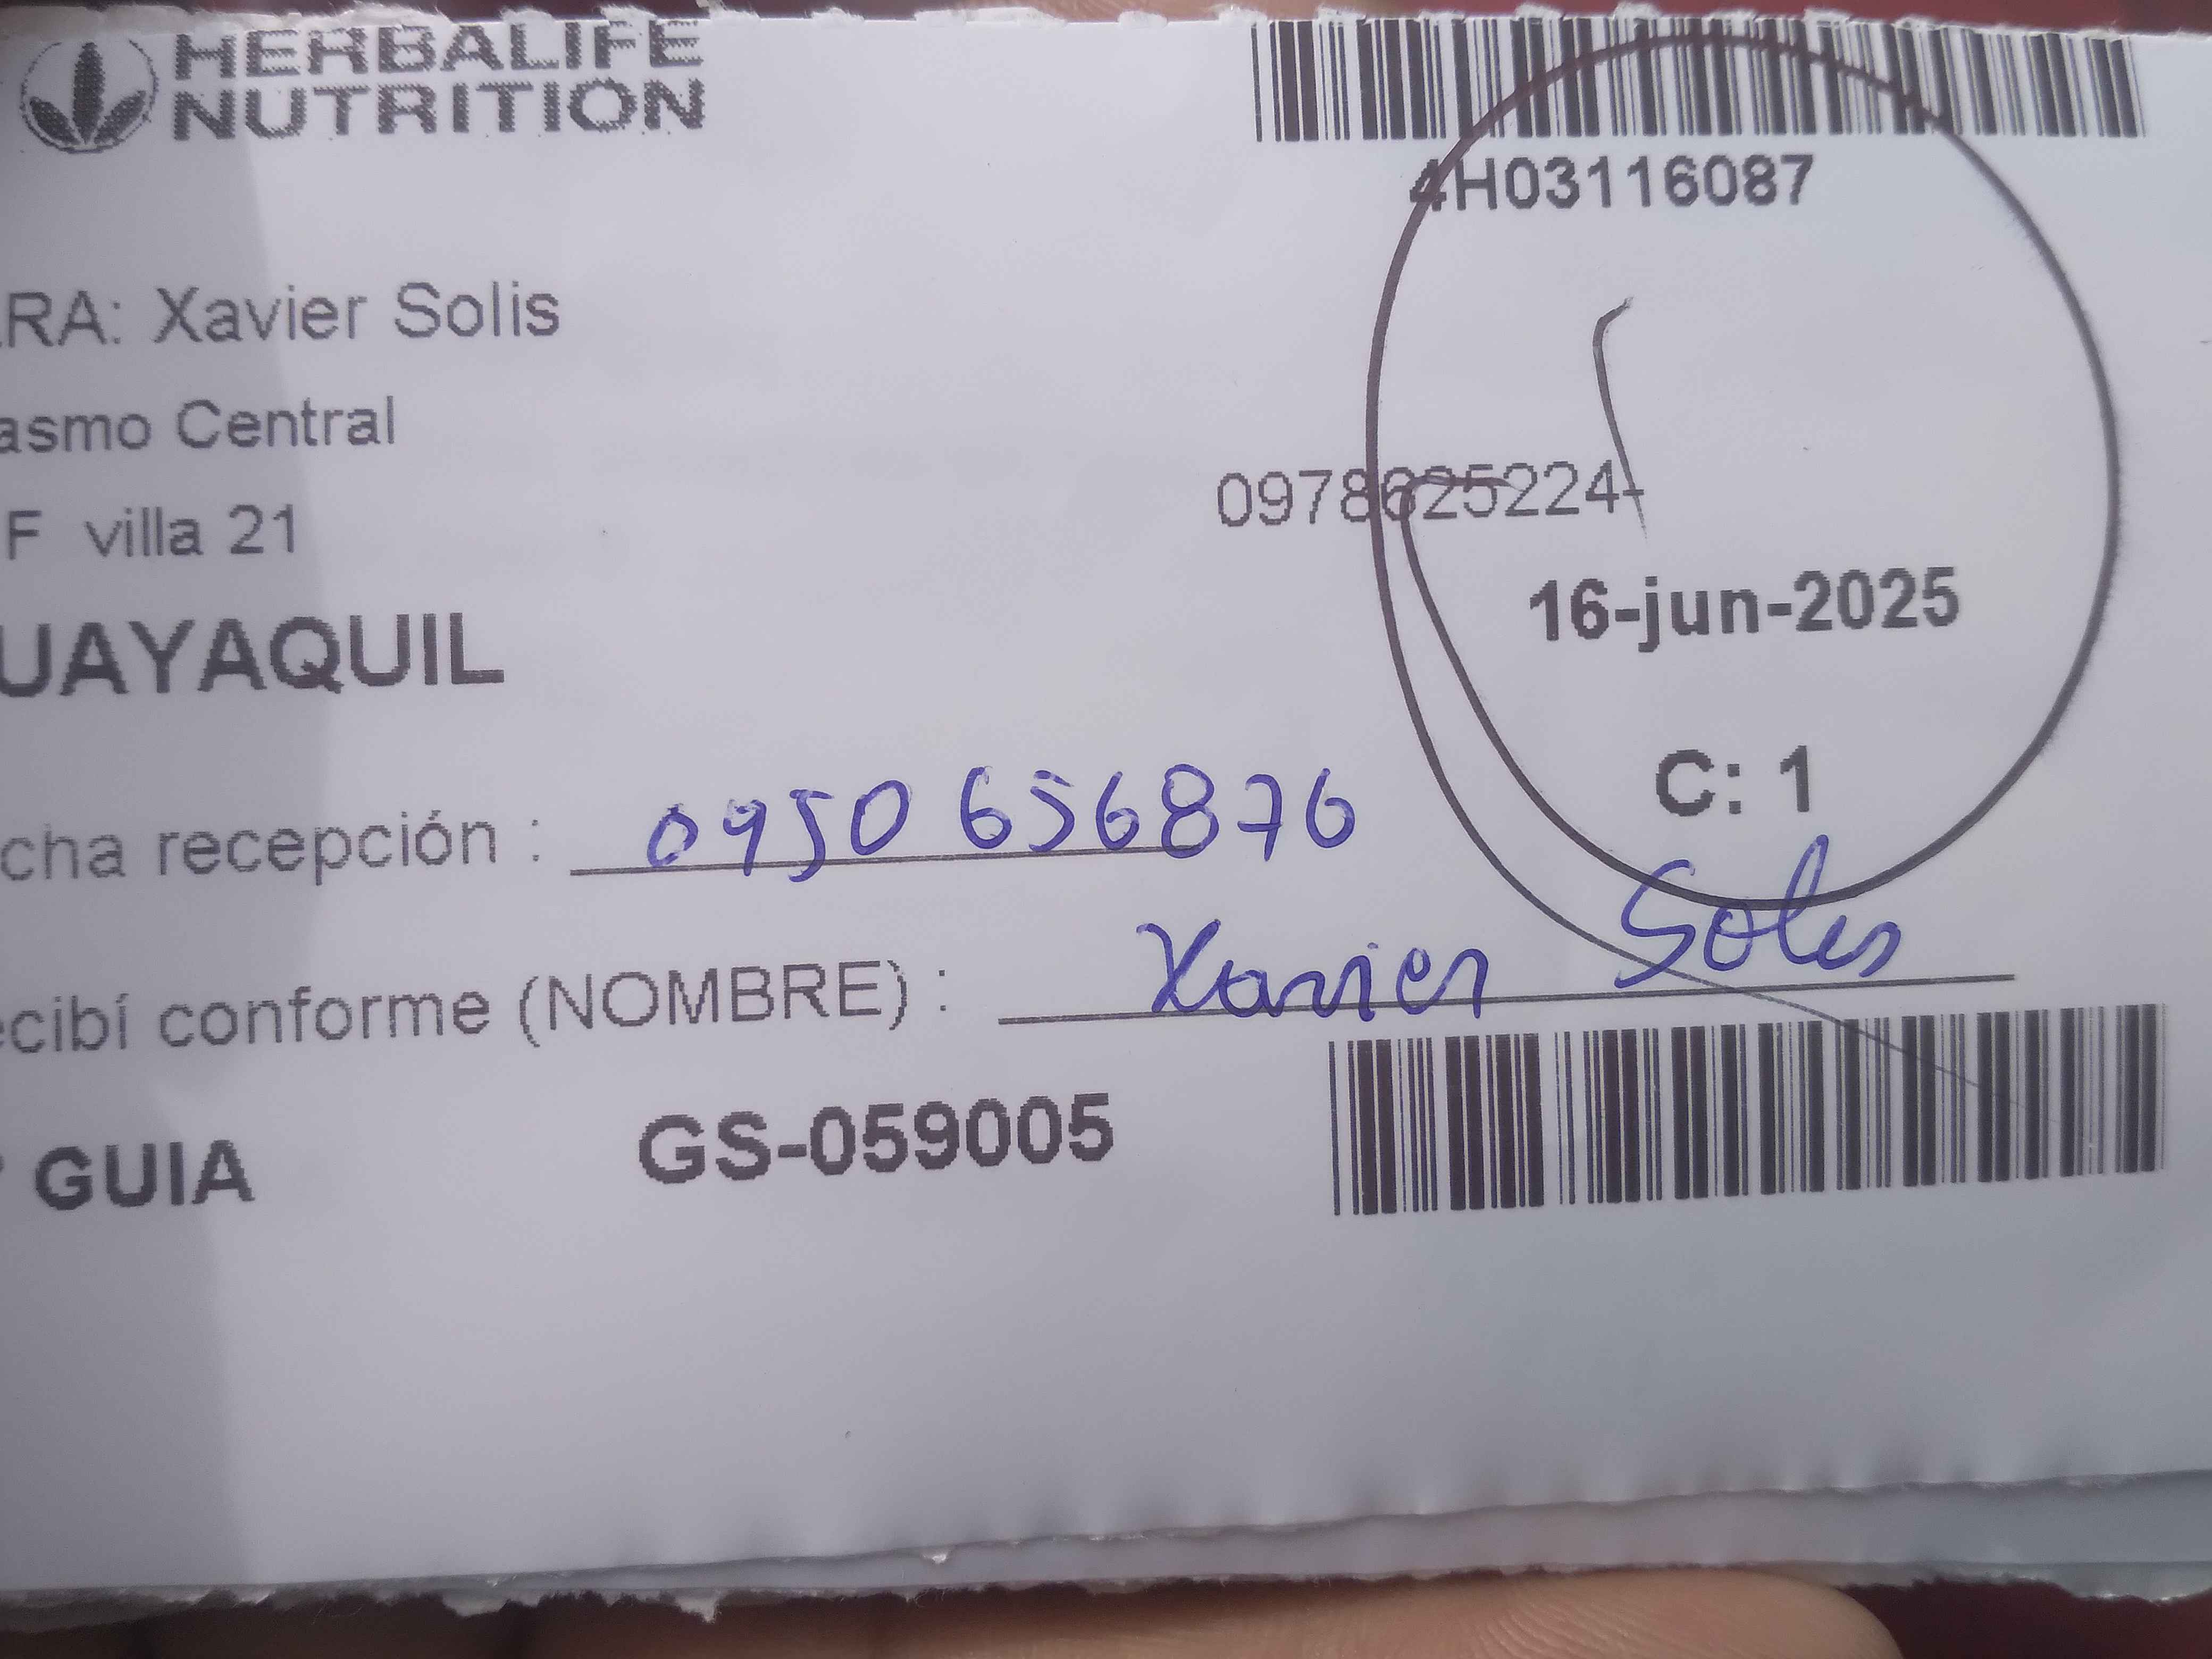 HERBALIFE
NUTRITION
4H03116087
ARA: Xavier Solis
asmo Central
F villa 21
0978625224-
16-jun-2025
UAYAQUIL
C: 1
cha recepción : 0950656876
ecibí conforme (NOMBRE) : Xavier Solis
GUIA GS-059005